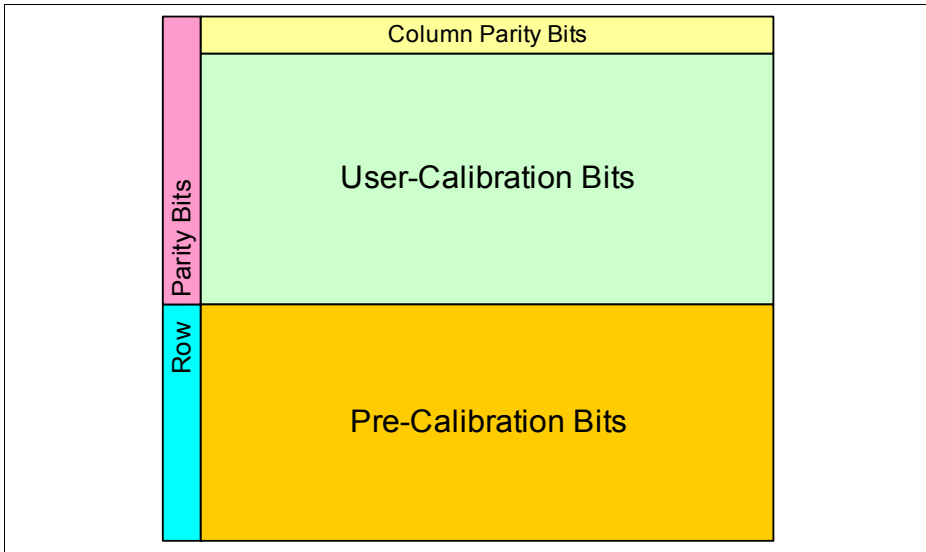 Column Parity Bits
User-Calibration Bits
Row Parity Bits
Pre-Calibration Bits